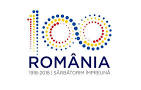 100
ROMÂNIA
1918-2018 | SĂRBĂTORIM ÎMPREUNĂ